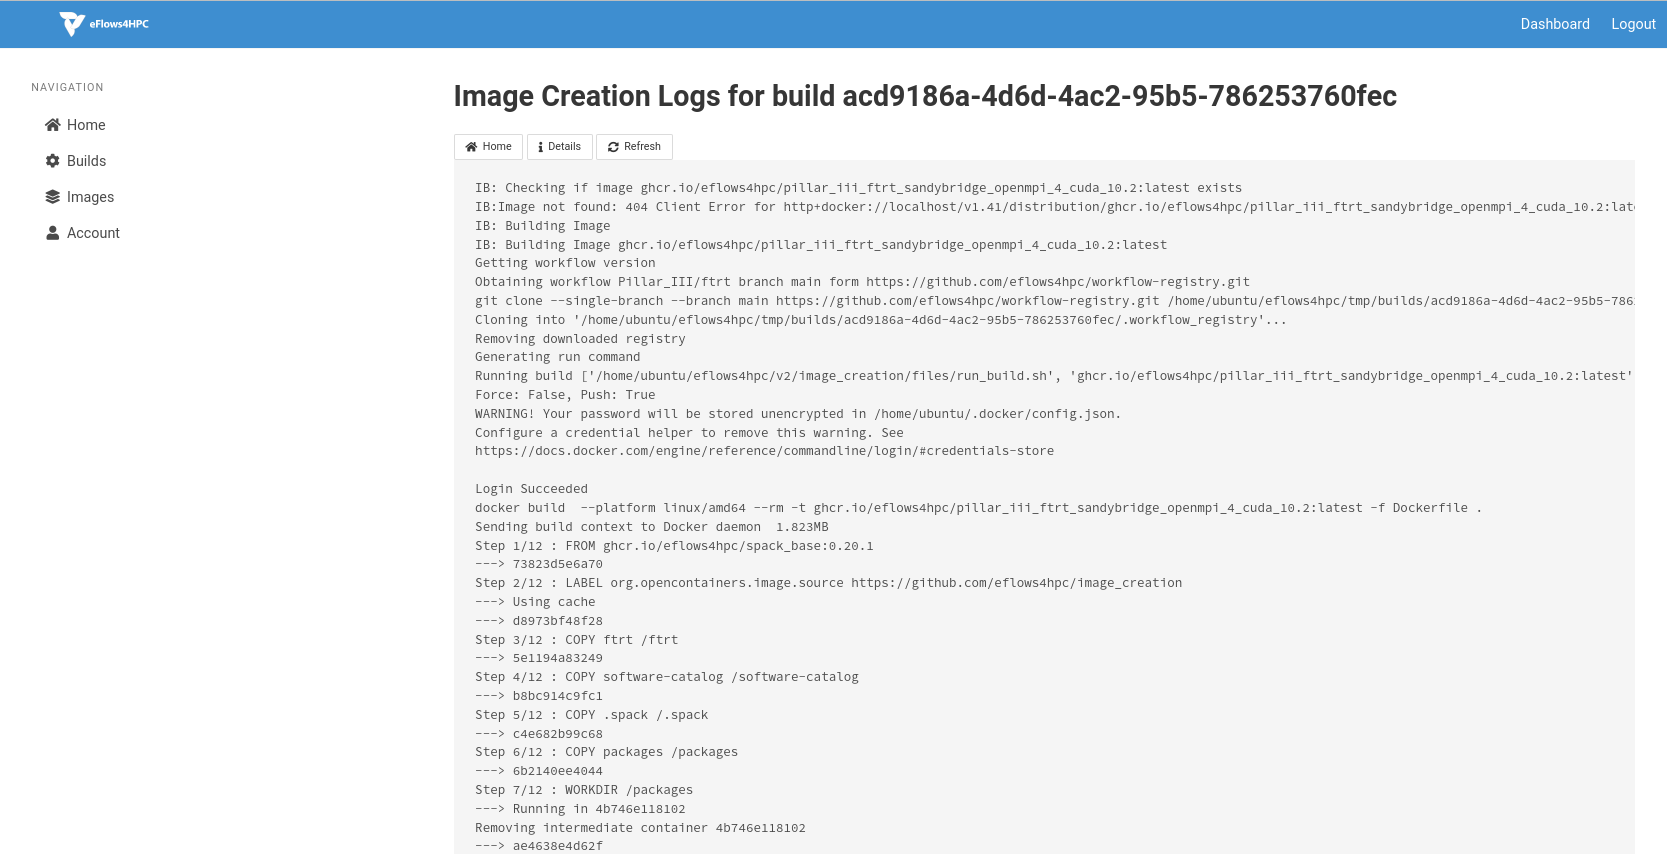 eFlows4HPC
Dashboard
Logout
NAVIGATION
Home
Builds
Images
Account
Image Creation Logs for build acd9186a-4d6d-4ac2-95b5-786253760fec
Home
Details
Refresh
IB: Checking if image ghcr.io/eflows4hpc/pillar_iii_ftrt_sandybridge_openmpi_4_cuda_10.2:latest exists
IB:Image not found: 404 Client Error for http+docker://localhost/v1.41/distribution/ghcr.io/eflows4hpc/pillar_iii_ftrt_sandybridge_openmpi_4_cuda_10.2:late
IB: Building Image
IB: Building Image ghcr.io/eflows4hpc/pillar_iii_ftrt_sandybridge_openmpi_4_cuda_10.2:latest
Getting workflow version
Obtaining workflow Pillar_III/ftrt branch main form https://github.com/eflows4hpc/workflow-registry.git
git clone --single-branch --branch main https://github.com/eflows4hpc/workflow-registry.git /home/ubuntu/eflows4hpc/tmp/builds/acd9186a-4d6d-4ac2-95b5-786
Cloning into '/home/ubuntu/eflows4hpc/tmp/builds/acd9186a-4d6d-4ac2-95b5-786253760fec/.workflow_registry'...
Removing downloaded registry
Generating run command
Running build ['/home/ubuntu/eflows4hpc/v2/image_creation/files/run_build.sh', 'ghcr.io/eflows4hpc/pillar_iii_ftrt_sandybridge_openmpi_4_cuda_10.2:latest'
Force: False, Push: True
WARNING! Your password will be stored unencrypted in /home/ubuntu/.docker/config.json.
Configure a credential helper to remove this warning. See
https://docs.docker.com/engine/reference/commandline/login/#credentials-store
Login Succeeded
docker build  --platform linux/amd64 --rm -t ghcr.io/eflows4hpc/pillar_iii_ftrt_sandybridge_openmpi_4_cuda_10.2:latest -f Dockerfile .
Sending build context to Docker daemon  1.823MB
Step 1/12 : FROM ghcr.io/eflows4hpc/spack_base:0.20.1
---> 73823d5e6a70
Step 2/12 : LABEL org.opencontainers.image.source https://github.com/eflows4hpc/image_creation
---> Using cache
---> d8973bf48f28
Step 3/12 : COPY ftrt /ftrt
---> 5e1194a83249
Step 4/12 : COPY software-catalog /software-catalog
---> b8bc914c9fc1
Step 5/12 : COPY .spack /.spack
---> c4e682b99c68
Step 6/12 : COPY packages /packages
---> 6b2140ee4044
Step 7/12 : WORKDIR /packages
---> Running in 4b746e118102
Removing intermediate container 4b746e118102
---> ae4638e4d62f